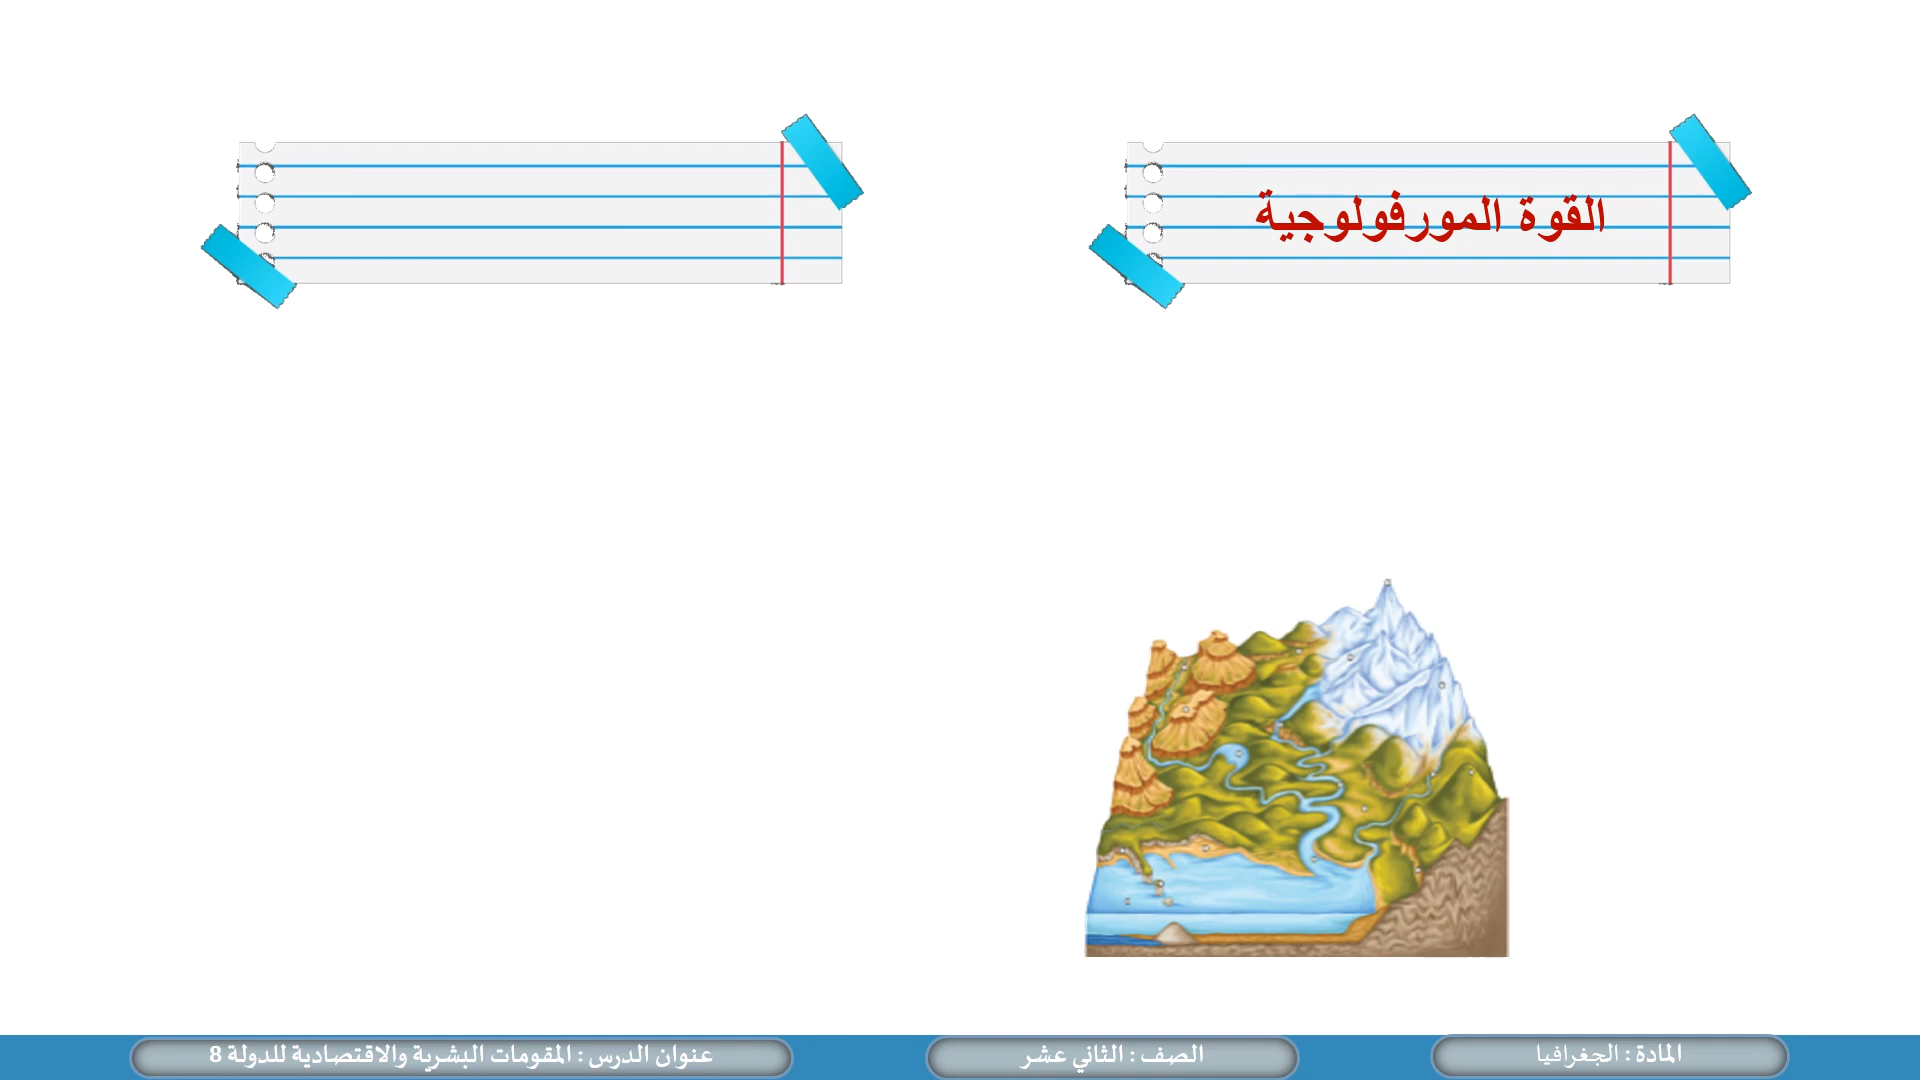 القوة المورفولوجية
المادة : الجغرافيا
الصف : الثاني عشر
عنوان الدرس : المقومات البشرية والاقتصادية للدولة 8